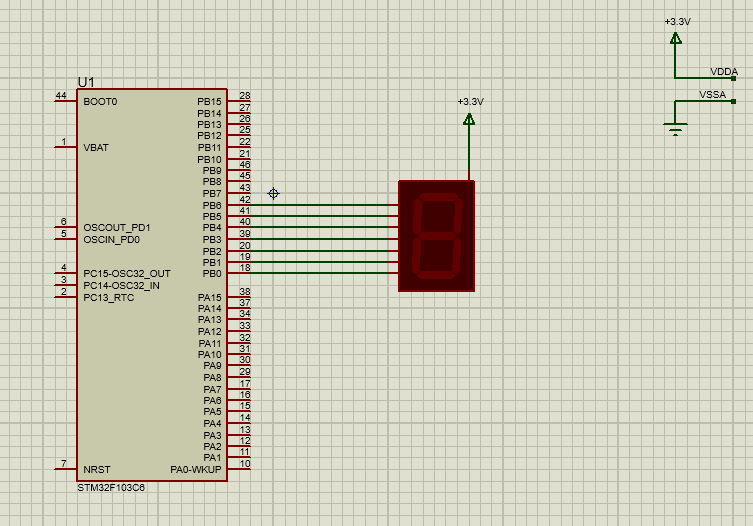 +3.3V
VDDA
VSSA
U1
44 BOOT0 PB15 28
PB14 27
PB13 26
PB12 25
1 VBAT PB11 22
PB10 21
PB9 46
PB8 45
PB7 43
PB6 42
PB5 41
6 OSCOUT_PD1 PB4 40
5 OSCIN_PD0 PB3 39
PB2 20
PB1 19
4 PC15-OSC32_OUT PB0 18
3 PC14-OSC32_IN
2 PC13_RTC PA15 38
PA14 37
PA13 34
PA12 33
PA11 32
PA10 31
PA9 30
PA8 29
PA7 17
PA6 16
PA5 15
PA4 14
PA3 13
PA2 12
PA1 11
7 NRST PA0-WKUP 10
STM32F103C6
+3.3V